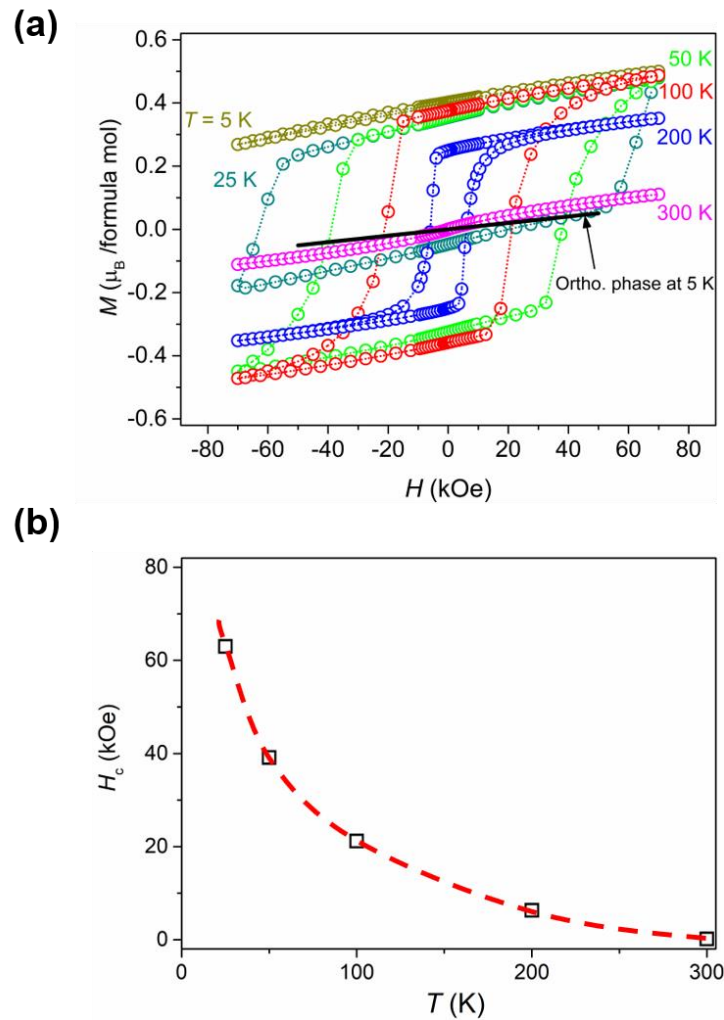 (a)
0.6
0.4
0.2
0.0
-0.2
-0.4
-0.6
M (μB /formula mol)
T = 5 K
25 K
50 K
100 K
200 K
300 K
Ortho. phase at 5 K
-80 -60 -40 -20 0 20 40 60 80
H (kOe)
(b)
80
60
40
20
0
Hc (kOe)
0 100 200 300
T (K)